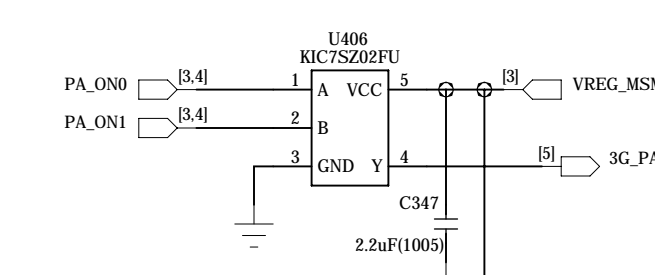 U406
KIC7SZ02FU
PA_ON0 [3,4] 1 A VCC 5 [3] VREG_MSM
PA_ON1 [3,4] 2 B
3 GND Y 4 [5] 3G_PA
C347
2.2uF(1005)